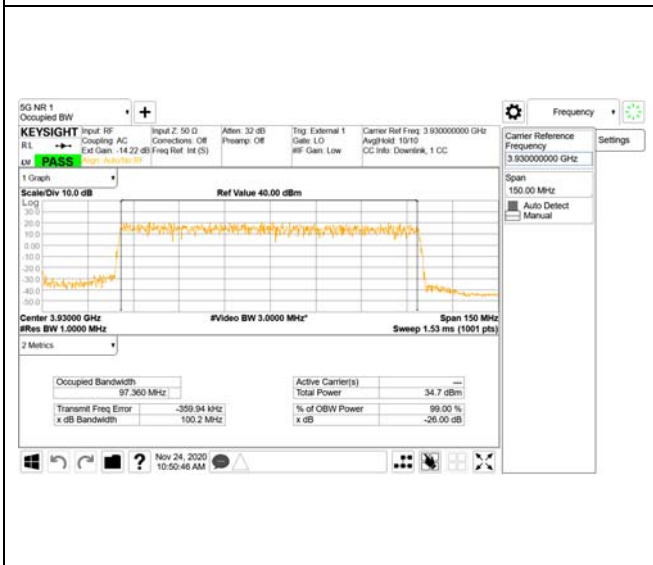 5G NR 1
Occupied BW
+
Frequency
KEYSIGHT Input: RF Input Z: 50 Ω Atten: 32 dB Trig: External 1 Carrier Ref Freq: 3.930000000 GHz
RL Coupling: AC Corrections: Off Preamp: Off Gate: LO Avg|Hold: 10/10
Ext Gain: -14.22 dB Freq Ref: Int (S) #IF Gain: Low CC Info: Downlink, 1 CC
PASS Align: Auto/No RF
Carrier Reference
Frequency
3.930000000 GHz
Settings
Span
150.00 MHz
Auto Detect
Manual
1 Graph
Scale/Div 10.0 dB Ref Value 40.00 dBm
Log
30.0
20.0
10.0
0.00
-10.0
-20.0
-30.0
-40.0
-50.0
Center 3.93000 GHz #Video BW 3.0000 MHz* Span 150 MHz
#Res BW 1.0000 MHz Sweep 1.53 ms (1001 pts)
2 Metrics
Occupied Bandwidth
97.360 MHz
Active Carrier(s) ---
Total Power 34.7 dBm
Transmit Freq Error -359.94 kHz % of OBW Power 99.00 %
x dB Bandwidth 100.2 MHz x dB -26.00 dB
? Nov 24, 2020
10:50:46 AM